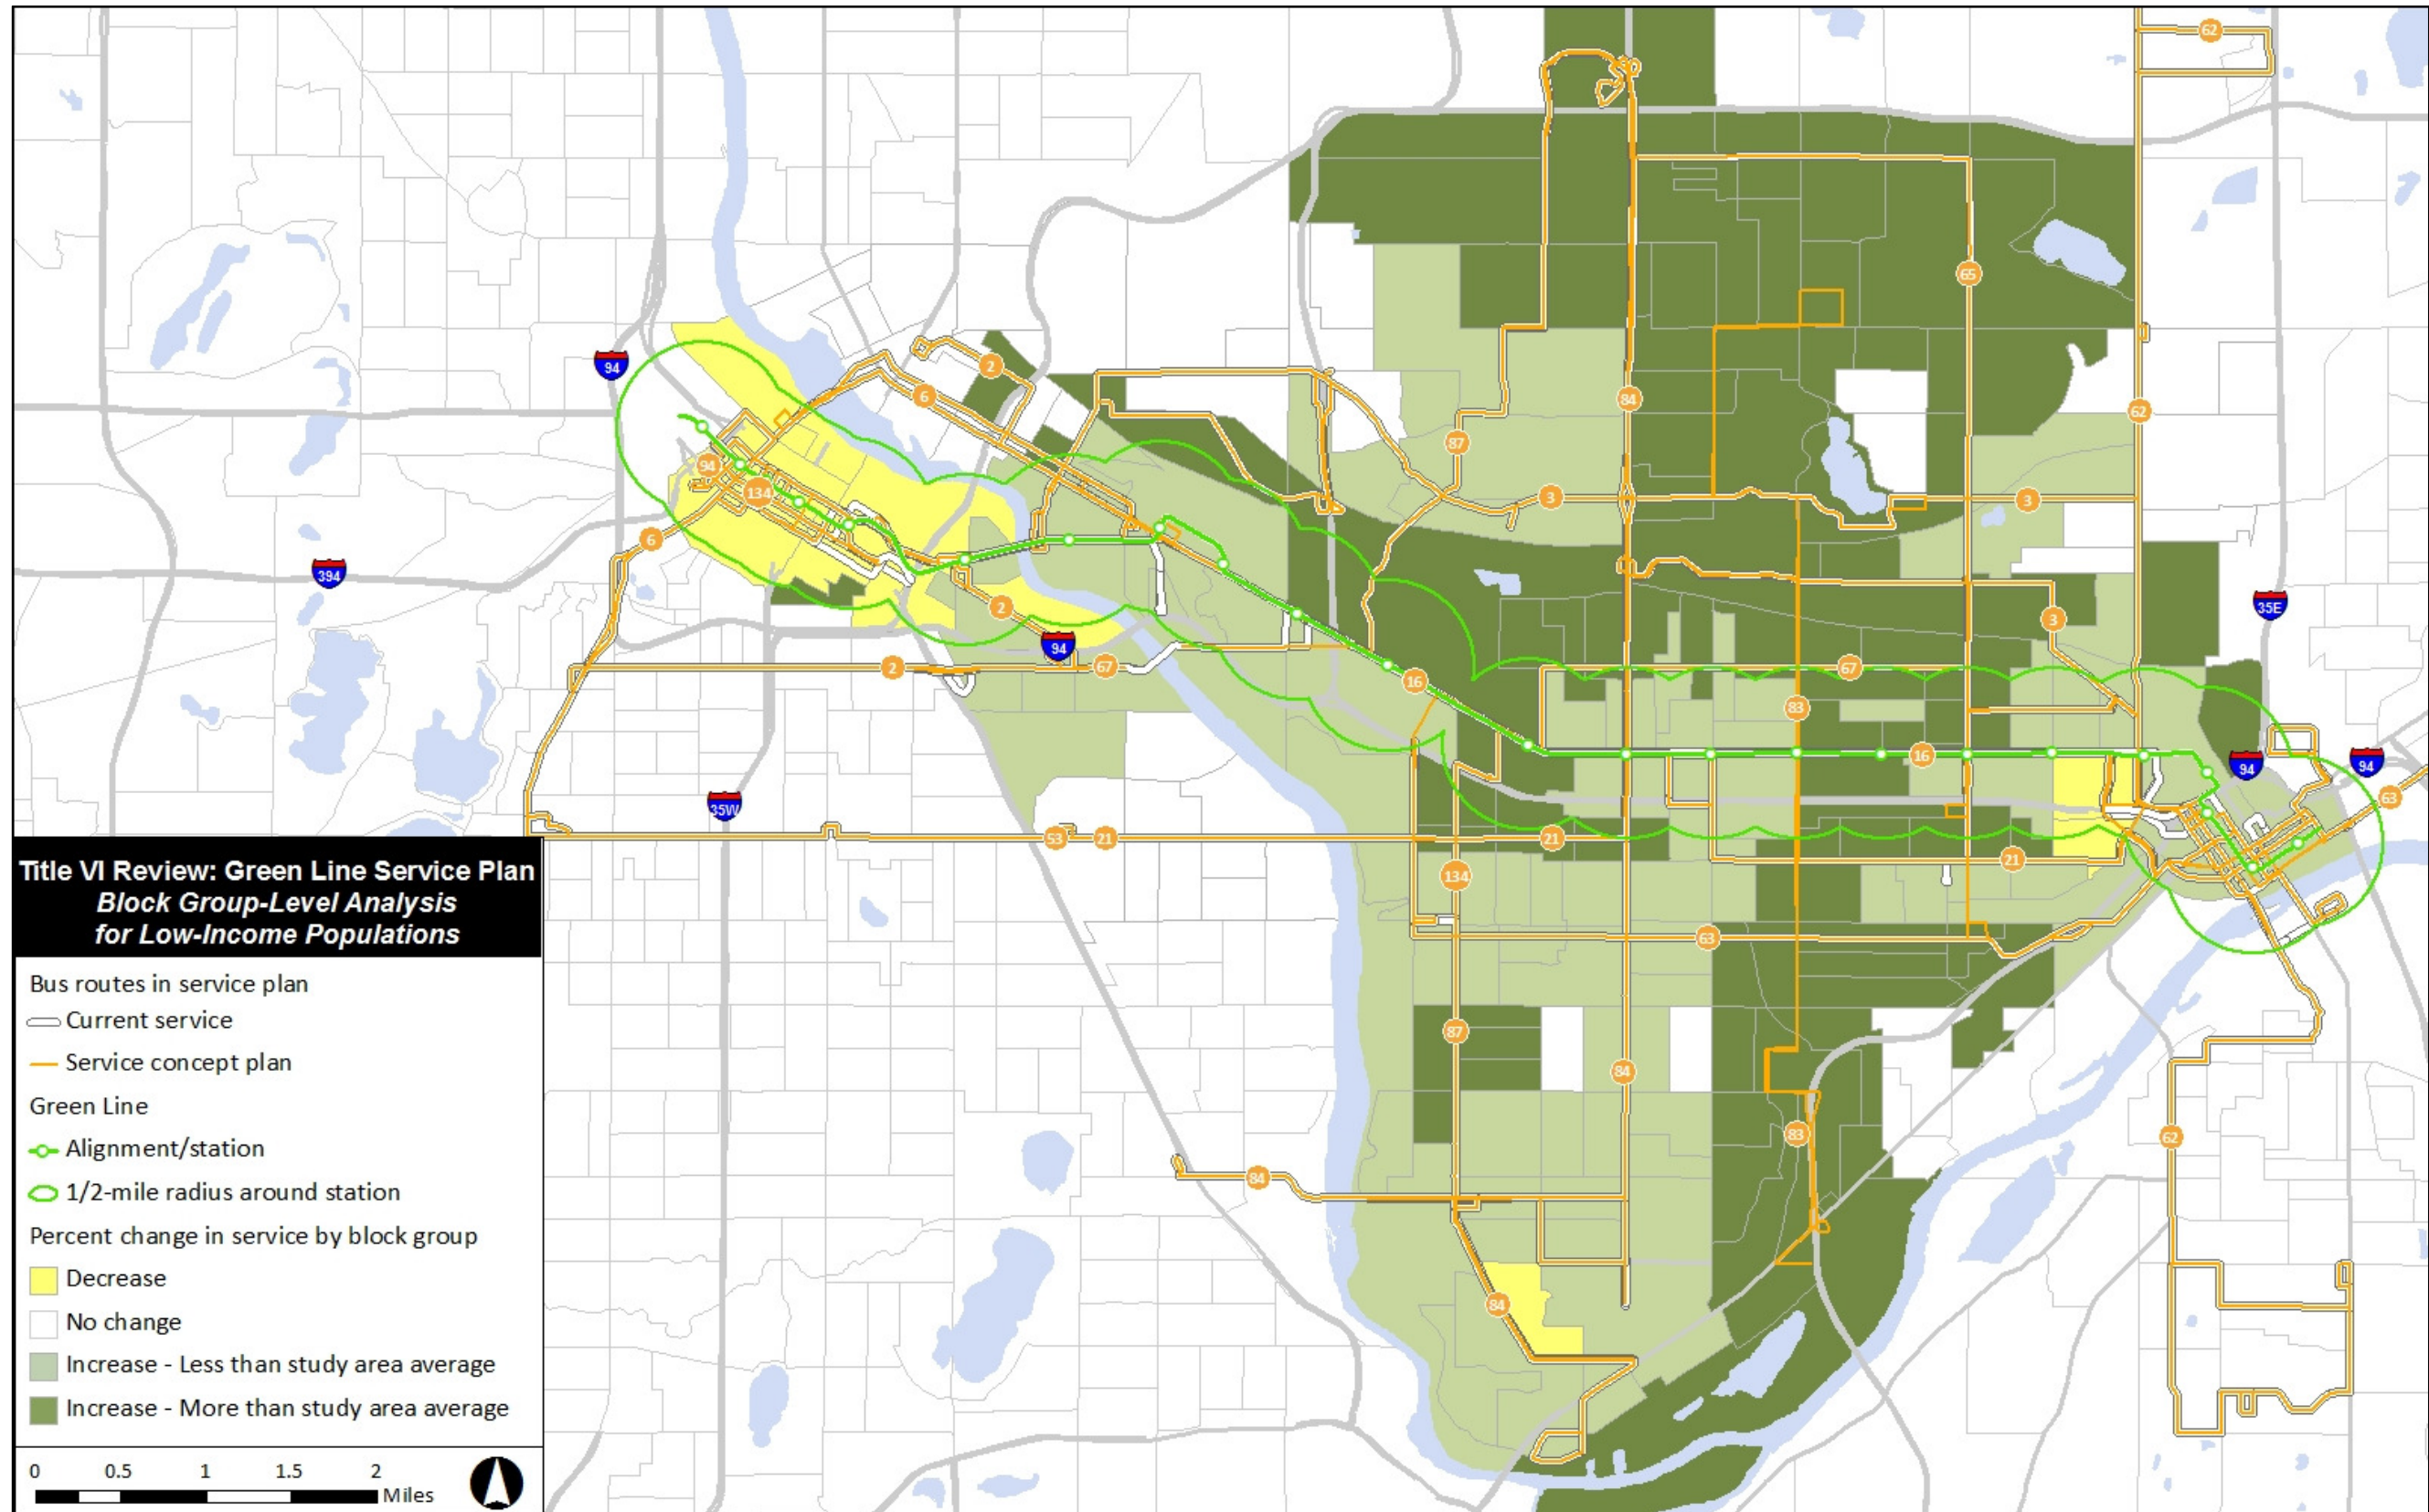 62
65
94
2
6
84
62
87
94
134
3
3
6
394
35E
2
3
94
2
67
67
16
83
16
94
94
63
35W
53
21
21
21
134
63
87
84
83
62
84
84
Title VI Review: Green Line Service Plan
Block Group-Level Analysis
for Low-Income Populations
Bus routes in service plan
Current service
Service concept plan
Green Line
Alignment/station
1/2-mile radius around station
Percent change in service by block group
Decrease
No change
Increase - Less than study area average
Increase - More than study area average
0 0.5 1 1.5 2
Miles